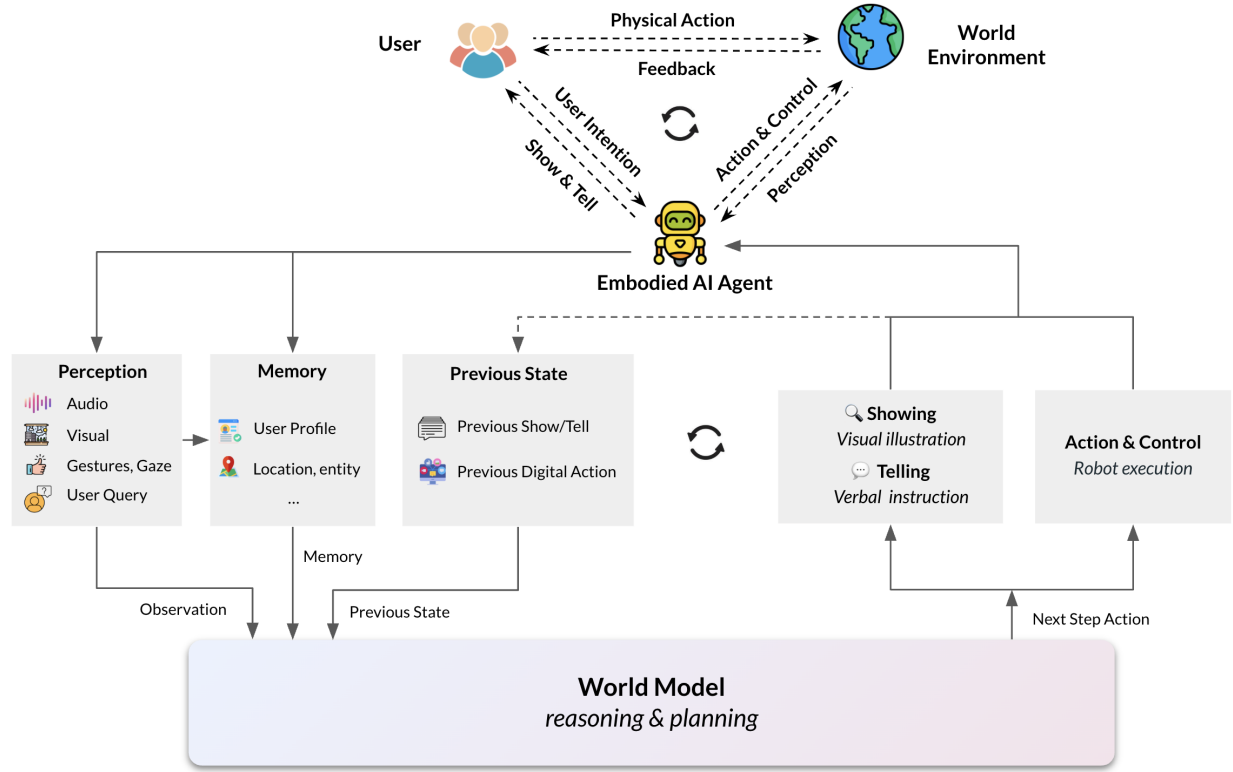 Physical Action
User
World
Environment
Feedback
User Intention
Show & Tell
Action & Control
Perception
Embodied AI Agent
Perception
Audio
Visual
Gestures, Gaze
User Query
Memory
User Profile
Location, entity
...
Previous State
Previous Show/Tell
Previous Digital Action
Showing
Visual illustration
Telling
Verbal instruction
Action & Control
Robot execution
Observation
Memory
Previous State
Next Step Action
World Model
reasoning & planning